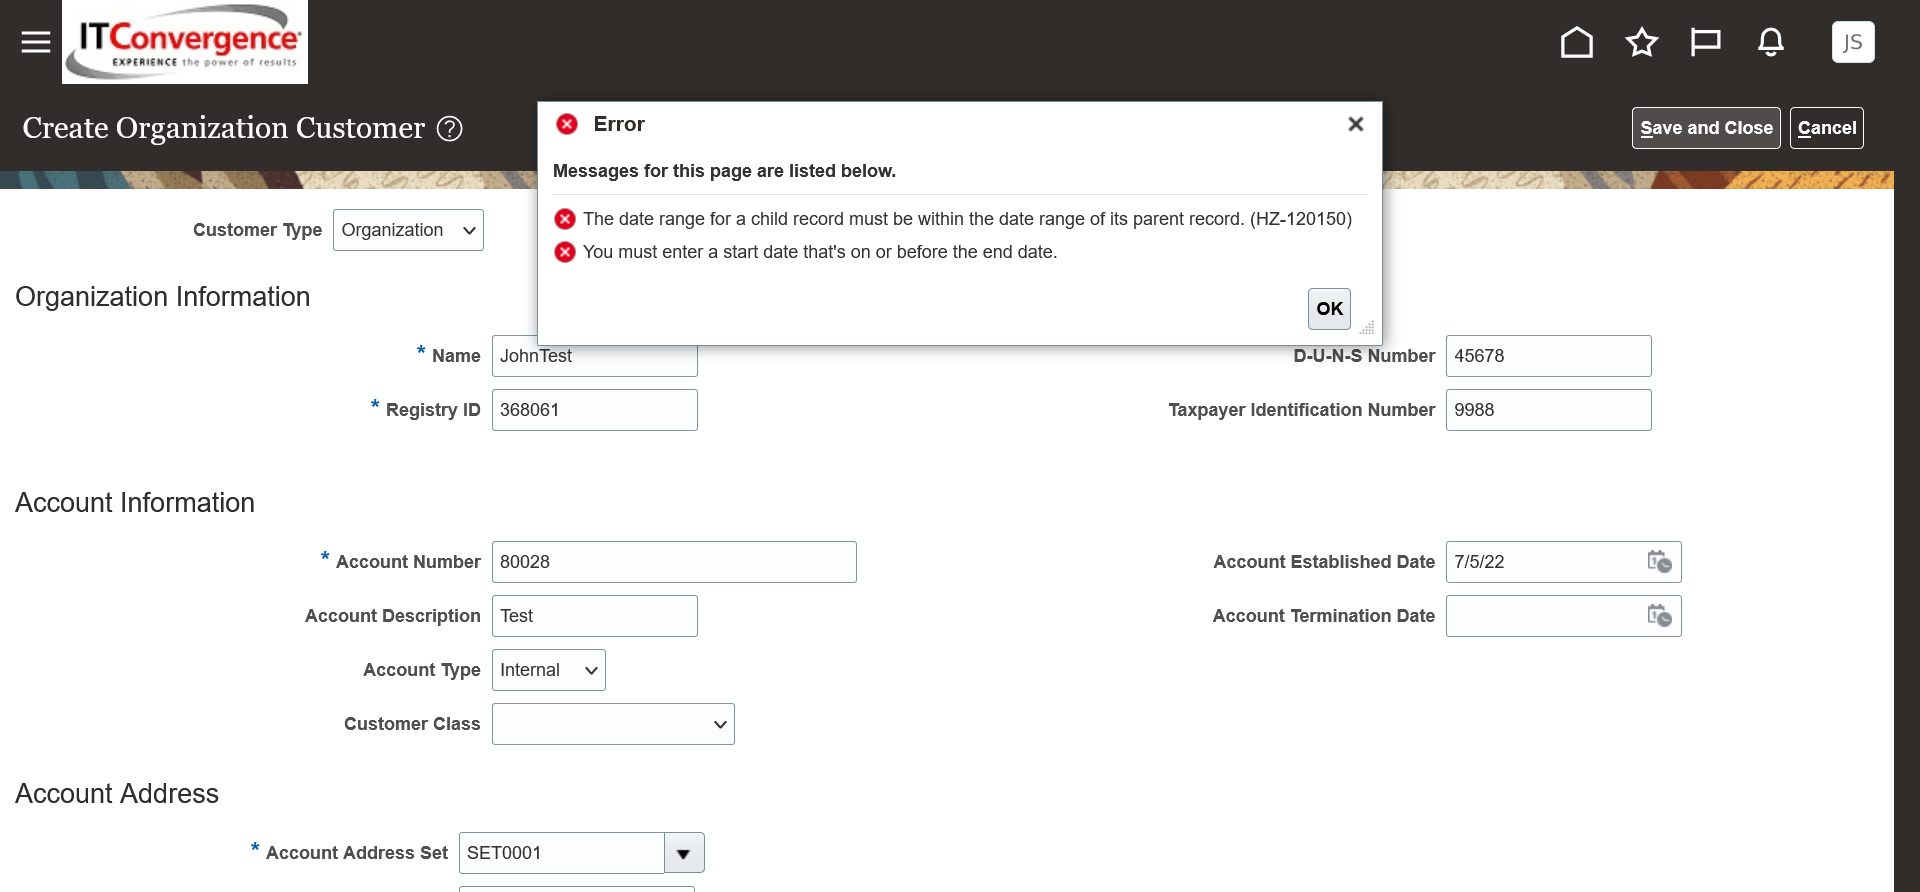 ITConvergence
EXPERIENCE the power of results
JS
Create Organization Customer ?
Save and Close
Cancel
Error
Messages for this page are listed below.
The date range for a child record must be within the date range of its parent record. (HZ-120150)
You must enter a start date that's on or before the end date.
OK
Customer Type Organization
Organization Information
* Name JohnTest
D-U-N-S Number 45678
* Registry ID 368061
Taxpayer Identification Number 9988
Account Information
* Account Number 80028
Account Established Date 7/5/22
Account Description Test
Account Termination Date
Account Type Internal
Customer Class
Account Address
* Account Address Set SET0001